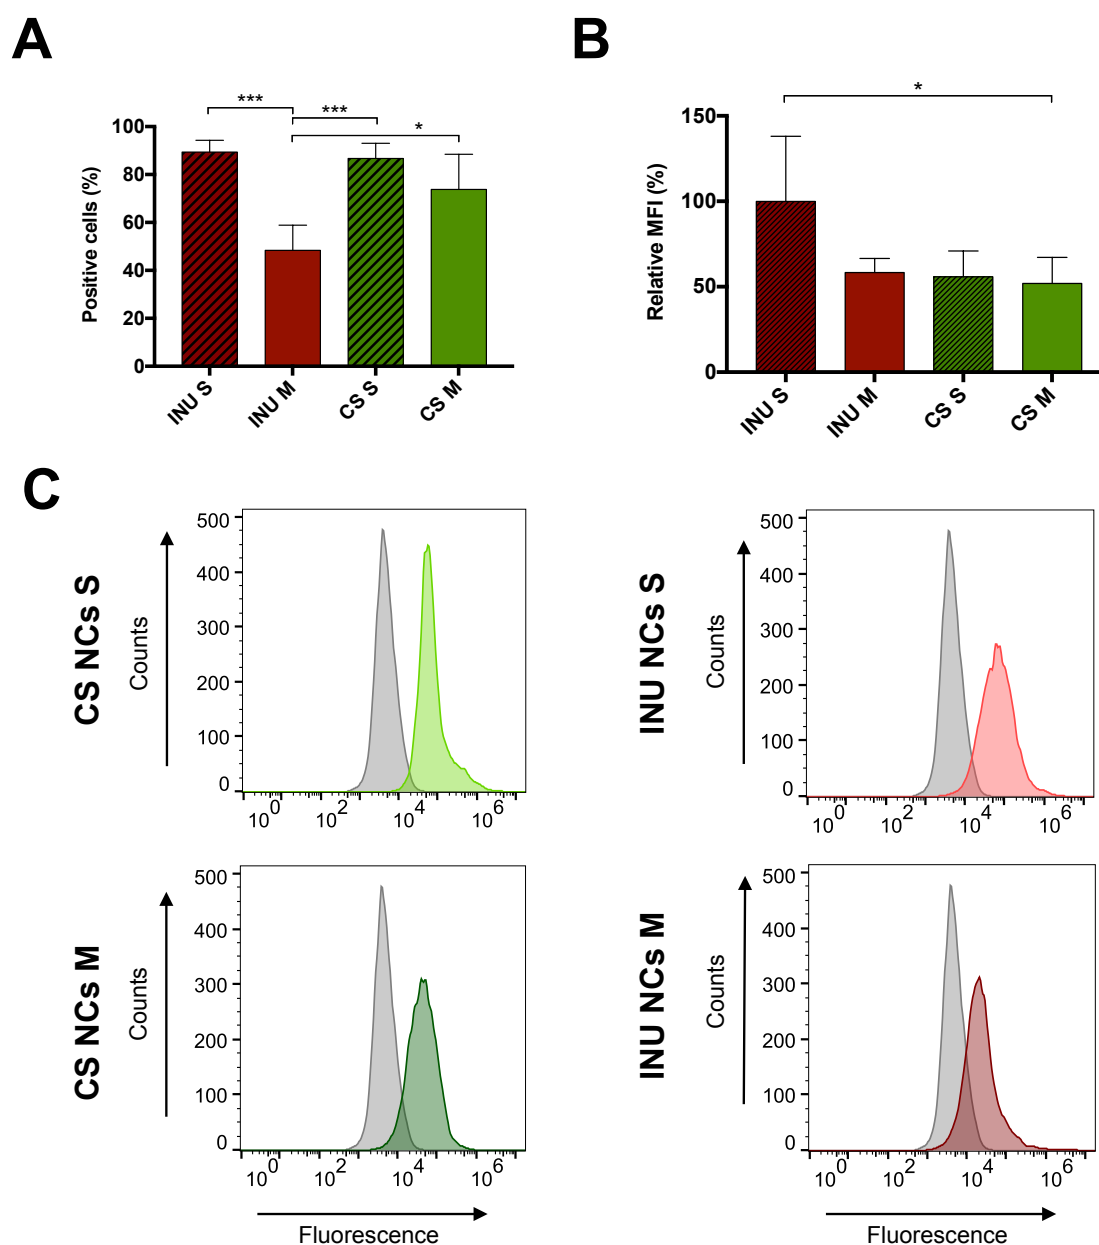 A
***
***
*
Positive cells (%)
100
80
60
40
20
0
INU S
INU M
CS S
CS M
B
*
Relative MFI (%)
150
100
50
0
INU S
INU M
CS S
CS M
C
CS NCs S
Counts
500
400
300
200
100
0
10^0 10^2 10^4 10^6
INU NCs S
Counts
500
400
300
200
100
0
10^0 10^2 10^4 10^6
CS NCs M
Counts
500
400
300
200
100
0
10^0 10^2 10^4 10^6
Fluorescence
INU NCs M
Counts
500
400
300
200
100
0
10^0 10^2 10^4 10^6
Fluorescence